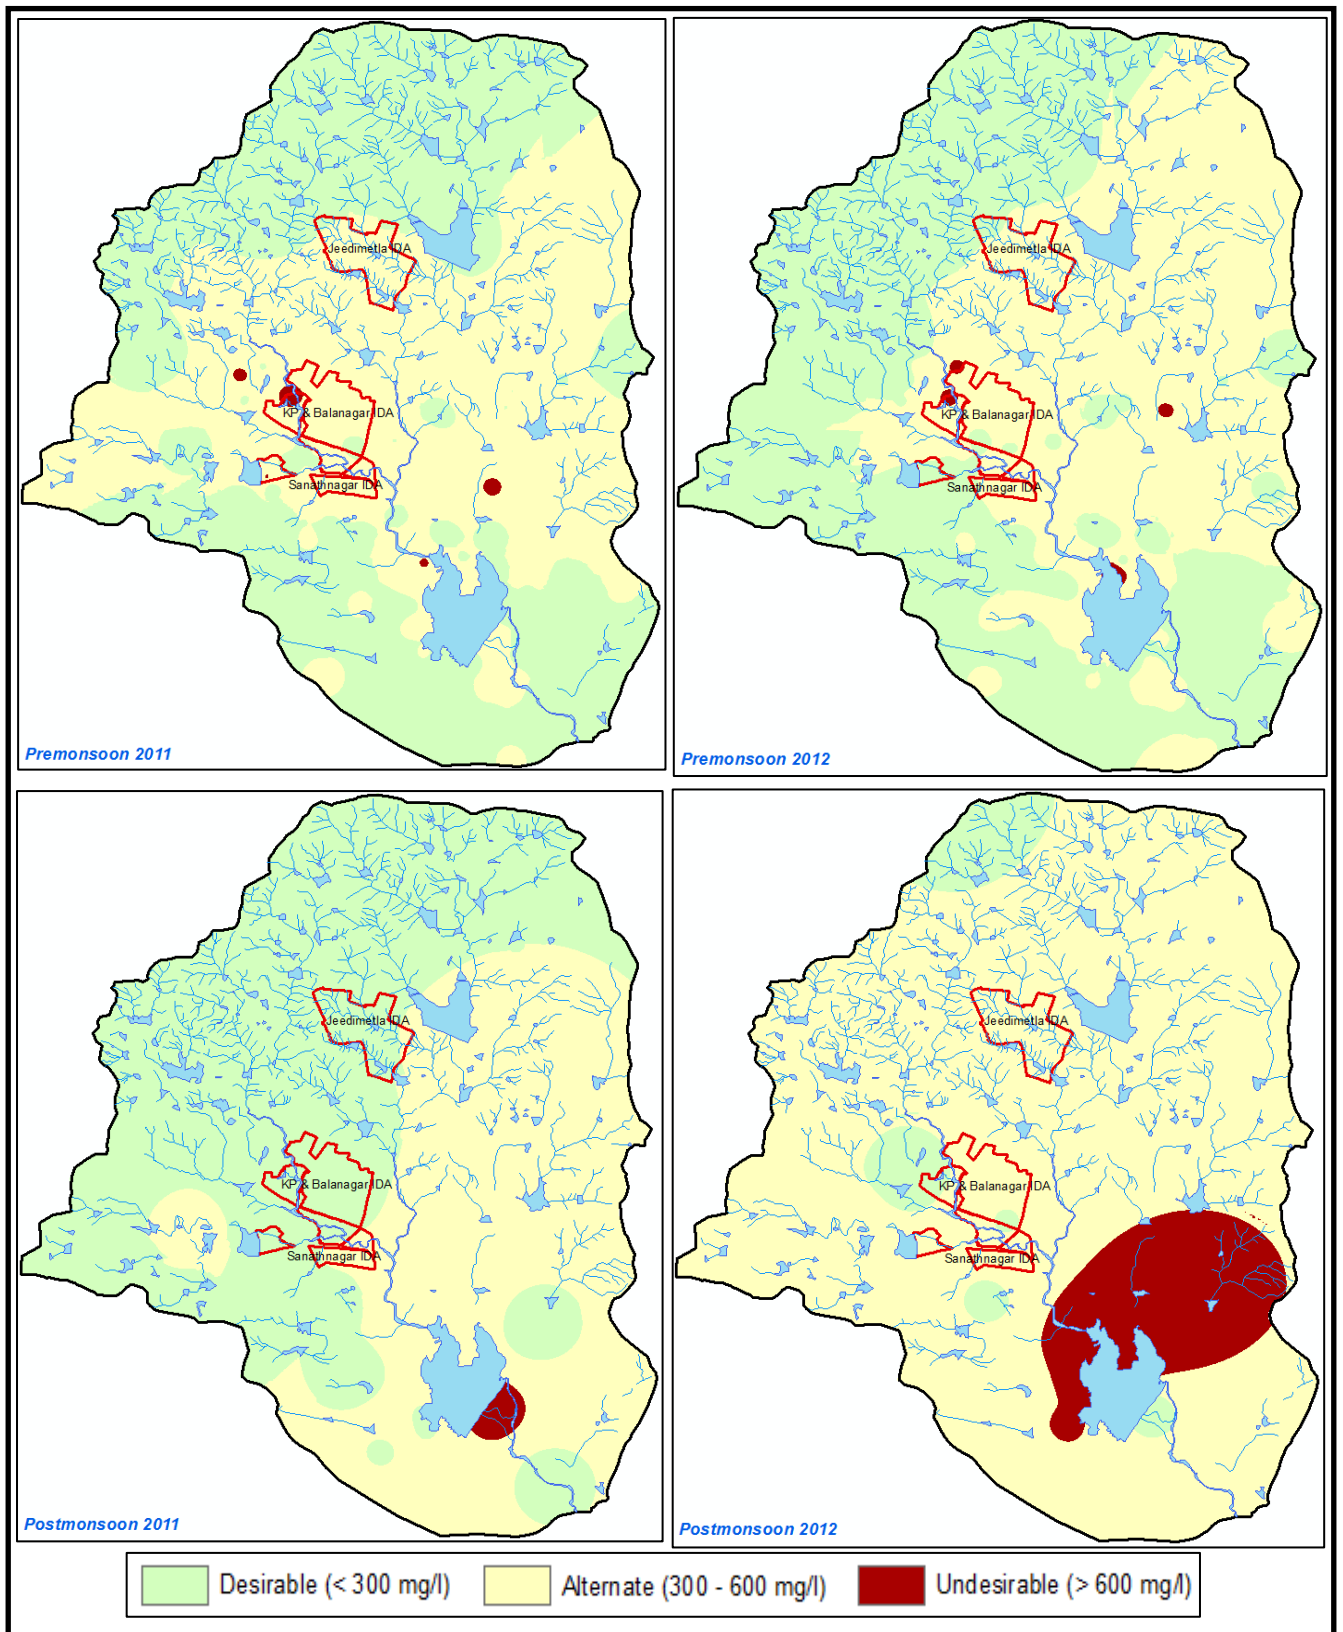 Jeedimetla IDA
KP & Balanagar IDA
Sanathnagar IDA
Premonsoon 2011
Jeedimetla IDA
KP & Balanagar IDA
Sanathnagar IDA
Premonsoon 2012
Jeedimetla IDA
KP & Balanagar IDA
Sanathnagar IDA
Postmonsoon 2011
Jeedimetla IDA
KP & Balanagar IDA
Sanathnagar IDA
Postmonsoon 2012
Desirable (< 300 mg/l)
Alternate (300 - 600 mg/l)
Undesirable (> 600 mg/l)